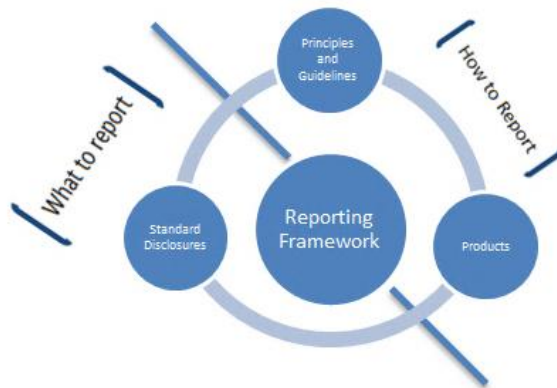 Principles
and
Guidelines
How to Report
What to report
Standard
Disclosures
Reporting
Framework
Products